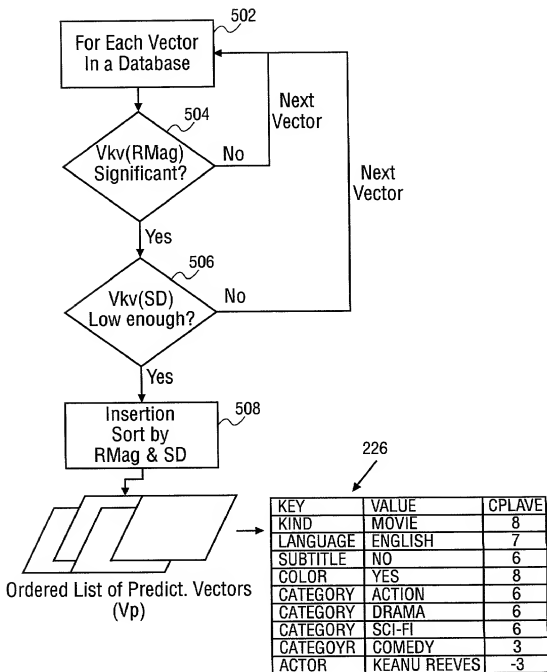 502
For Each Vector
In a Database
504
Next
Vector
Vkv(RMag)
Significant?
No
Next
Vector
Yes
506
Vkv(SD)
Low enough?
No
Yes
508
Insertion
Sort by
RMag & SD
226
KEY VALUE CPLAVE
KIND MOVIE 8
LANGUAGE ENGLISH 7
SUBTITLE NO 6
COLOR YES 8
CATEGORY ACTION 6
CATEGORY DRAMA 6
CATEGORY SCI-FI 6
CATEGOYR COMEDY 3
ACTOR KEANU REEVES -3
Ordered List of Predict. Vectors
(Vp)